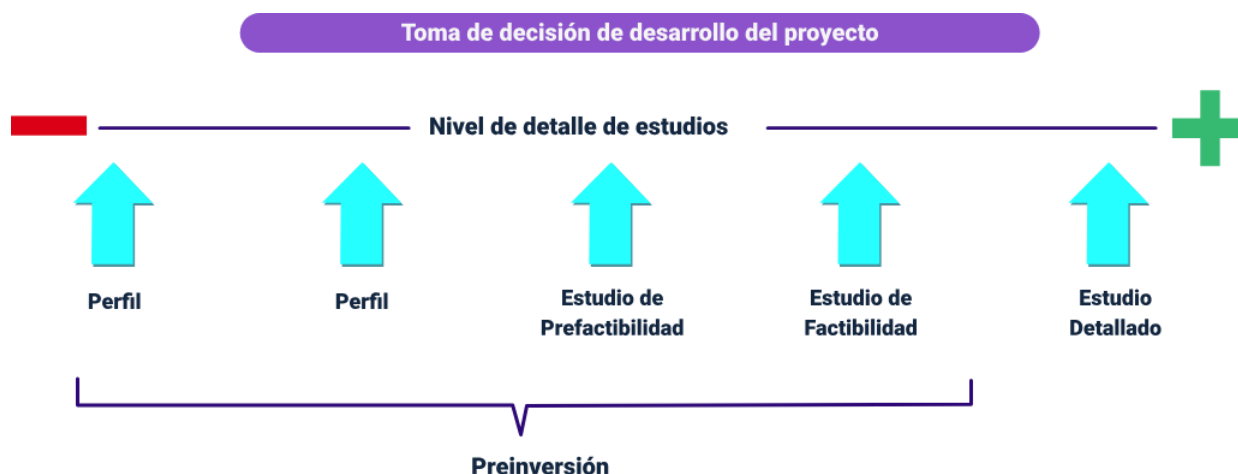 Toma de decisión de desarrollo del proyecto
Nivel de detalle de estudios
Perfil
Perfil
Estudio de
Prefactibilidad
Estudio de
Factibilidad
Estudio
Detallado
Preinversión